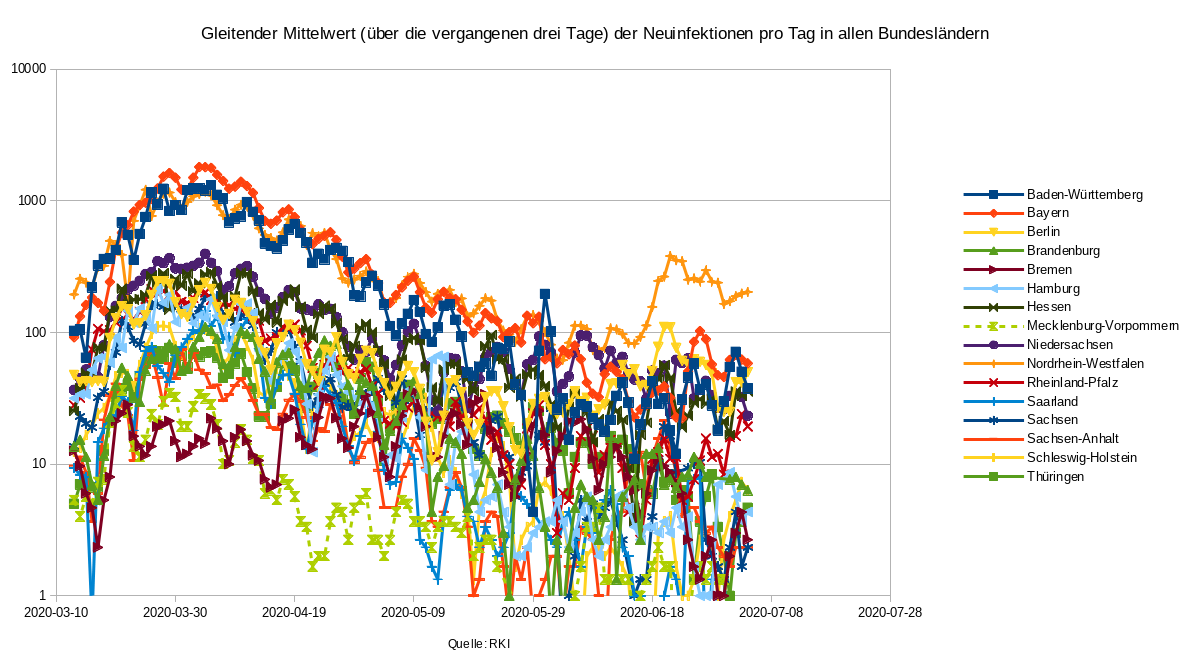 Gleitender Mittelwert (über die vergangenen drei Tage) der Neuinfektionen pro Tag in allen Bundesländern
10000
1000
100
10
1
2020-03-10
2020-03-30
2020-04-19
2020-05-09
2020-05-29
2020-06-18
2020-07-08
2020-07-28
Quelle: RKI
Baden-Württemberg
Bayern
Berlin
Brandenburg
Bremen
Hamburg
Hessen
Mecklenburg-Vorpommern
Niedersachsen
Nordrhein-Westfalen
Rheinland-Pfalz
Saarland
Sachsen
Sachsen-Anhalt
Schleswig-Holstein
Thüringen